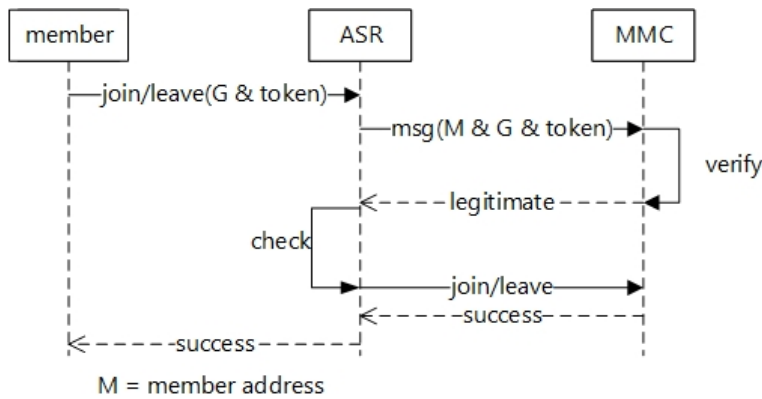 member
ASR
MMC
join/leave(G & token)
msg(M & G & token)
verify
legitimate
check
join/leave
success
success
M = member address